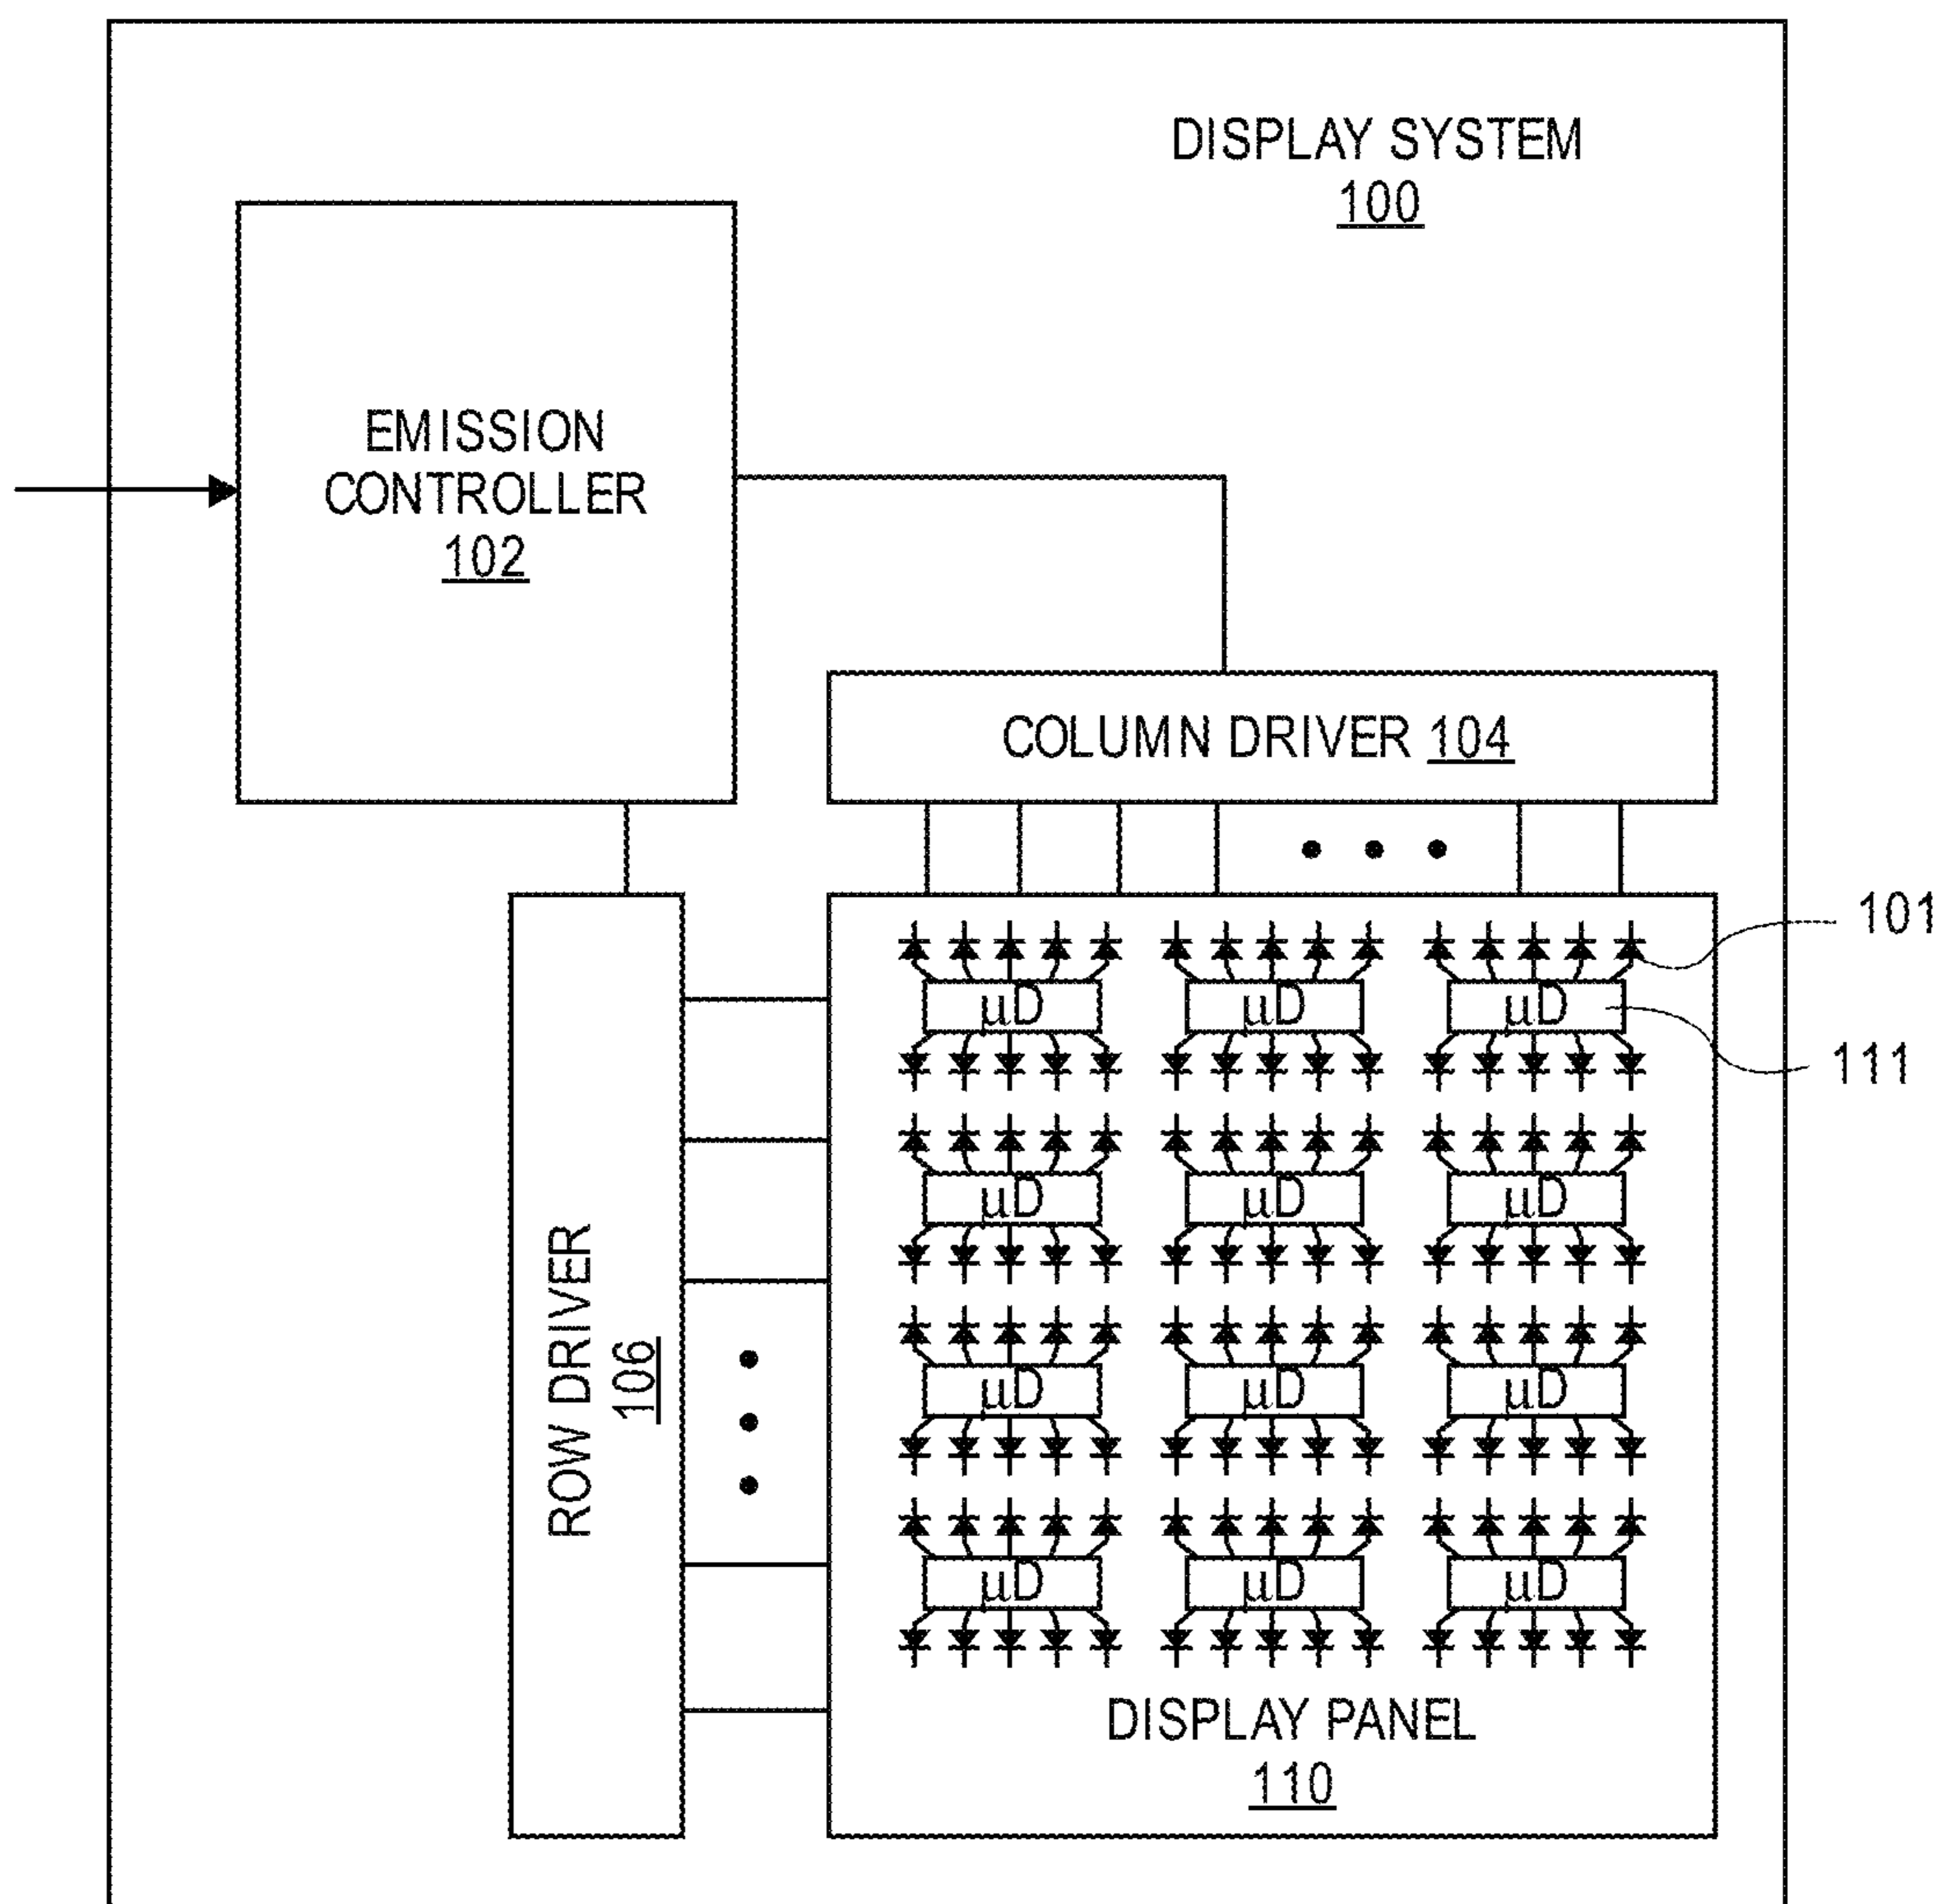 DISPLAY SYSTEM
100
EMISSION
CONTROLLER
102
COLUMN DRIVER 104
101
µD µD µD
111
µD µD µD
ROW DRIVER
106
µD µD µD
µD µD µD
DISPLAY PANEL
110